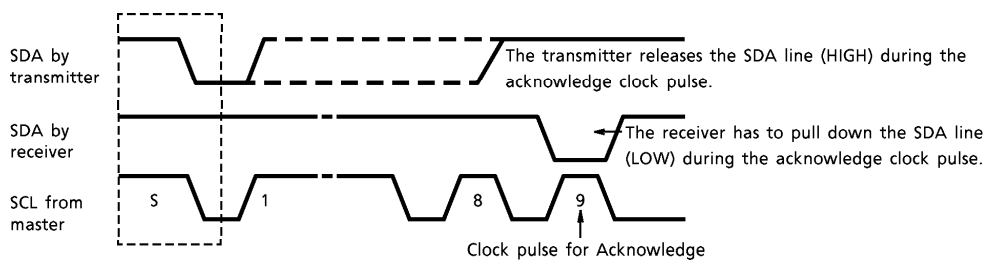 SDA by
transmitter
The transmitter releases the SDA line (HIGH) during the
acknowledge clock pulse.
SDA by
receiver
The receiver has to pull down the SDA line
(LOW) during the acknowledge clock pulse.
SCL from
master
S 1 8 9
Clock pulse for Acknowledge